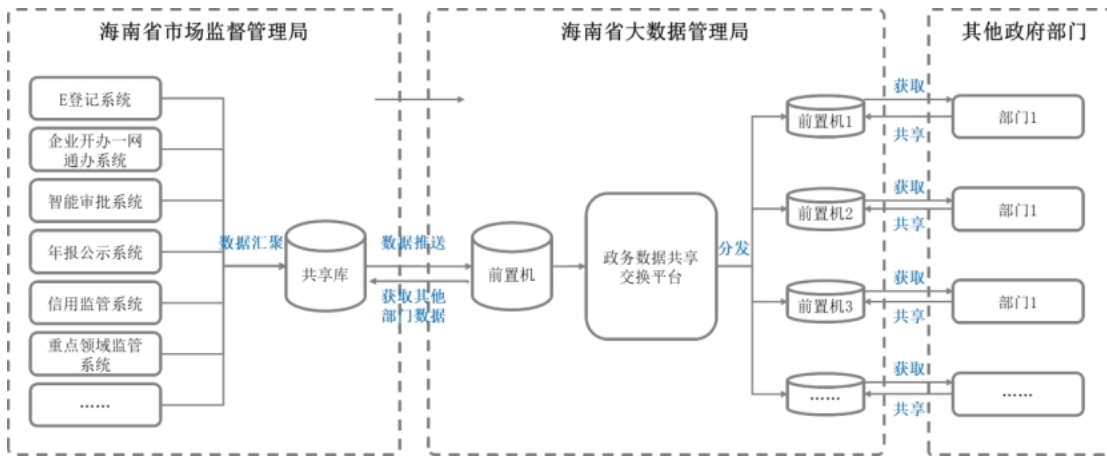 海南省市场监督管理局
E登记系统
企业开办一网
通办系统
智能审批系统
年报公示系统
信用监管系统
重点领域监管
系统
……
数据汇聚
共享库
数据推送
获取其他
部门数据
海南省大数据管理局
前置机
政务数据共享
交换平台
分发
前置机1
前置机2
前置机3
……
获取
共享
获取
共享
获取
共享
获取
共享
其他政府部门
部门1
部门1
部门1
……